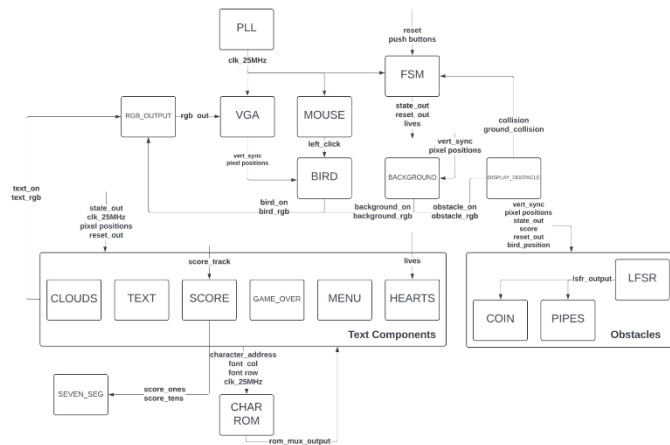 PLL
reset
push buttons
clk_25MHz
FSM
RGB_OUTPUT
rgb_out
VGA
MOUSE
state_out
reset_out
lives
collision
ground_collision
left_click
vert_sync
pixel positions
vert_sync
pixel positions
BIRD
BACKGROUND
DISPLAY_OBSTACLE
text_on
text_rgb
bird_on
bird_rgb
background_on
background_rgb
obstacle_on
obstacle_rgb
state_out
clk_25MHz
pixel positions
reset_out
vert_sync
pixel positions
state_out
score
reset_out
bird_position
score_track
lives
CLOUDS
TEXT
SCORE
GAME_OVER
MENU
HEARTS
Text Components
lsfr_output
LFSR
COIN
PIPES
Obstacles
character_address
font_col
font row
clk_25MHz
SEVEN_SEG
score_ones
score_tens
CHAR
ROM
rom_mux_output